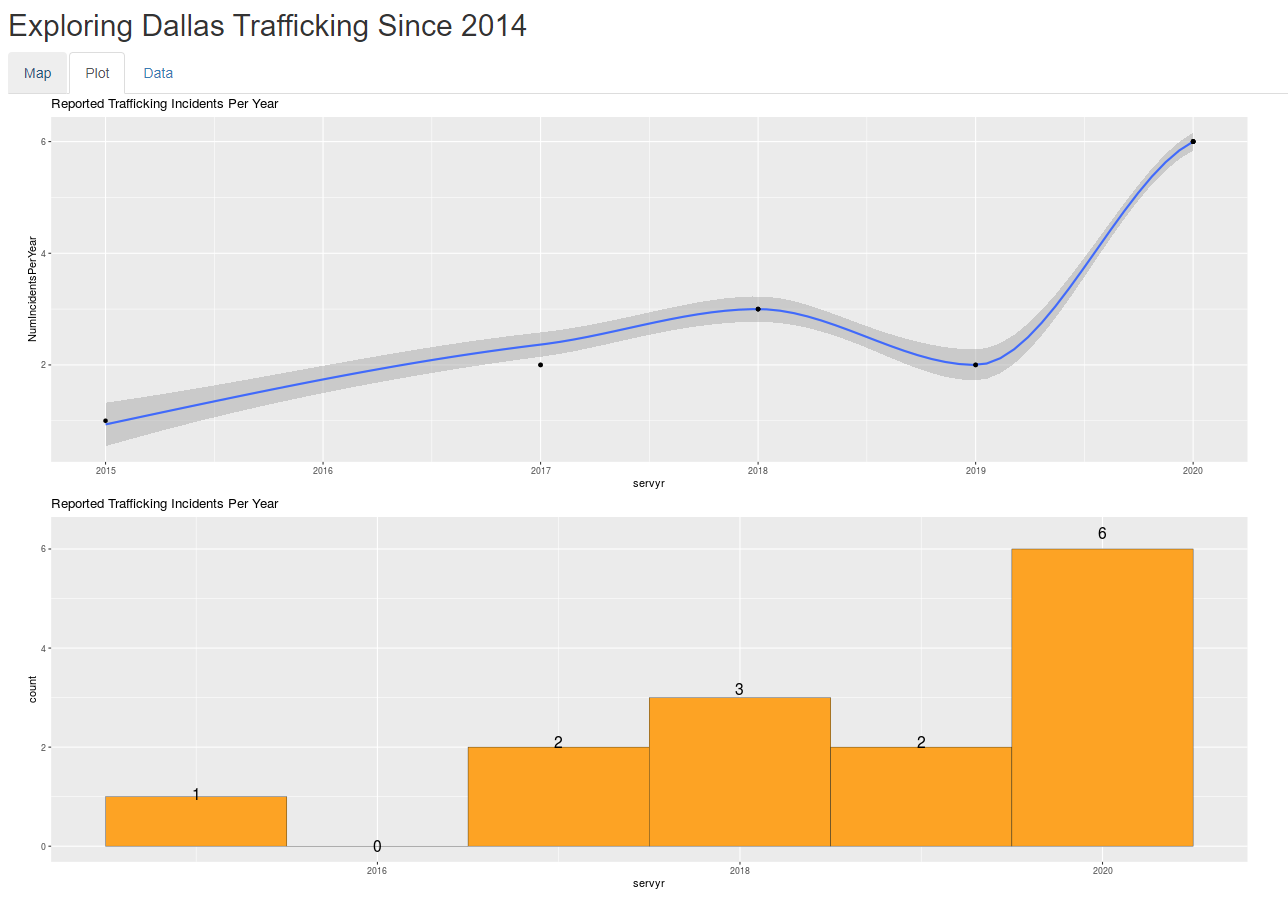 Exploring Dallas Trafficking Since 2014
Map Plot Data
Reported Trafficking Incidents Per Year
6
4
2
NumIncidentsPerYear
2015 2016 2017 2018 2019 2020
servyr
Reported Trafficking Incidents Per Year
6
4
2
0
count
1 0 2 3 2 6
2016 2018 2020
servyr